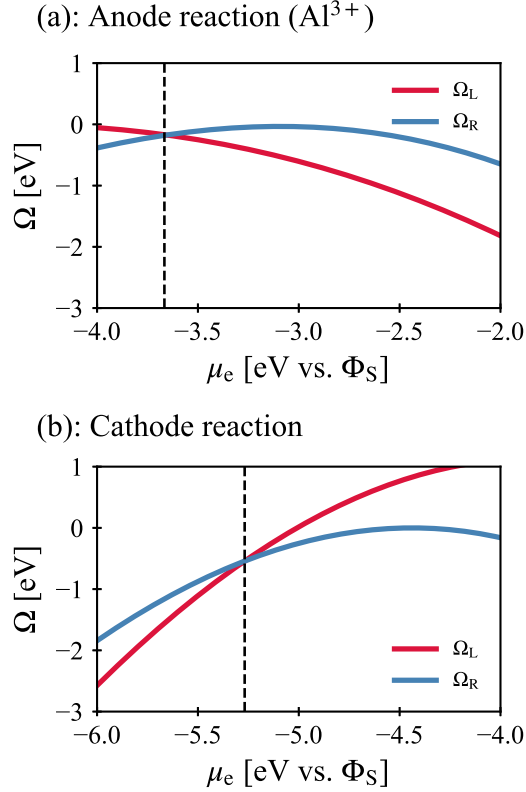 (a): Anode reaction (Al³⁺)
1
0
−1
−2
−3
Ω [eV]
Ω_L
Ω_R
−4.0 −3.5 −3.0 −2.5 −2.0
μₑ [eV vs. Φ_S]
(b): Cathode reaction
1
0
−1
−2
−3
Ω [eV]
Ω_L
Ω_R
−6.0 −5.5 −5.0 −4.5 −4.0
μₑ [eV vs. Φ_S]